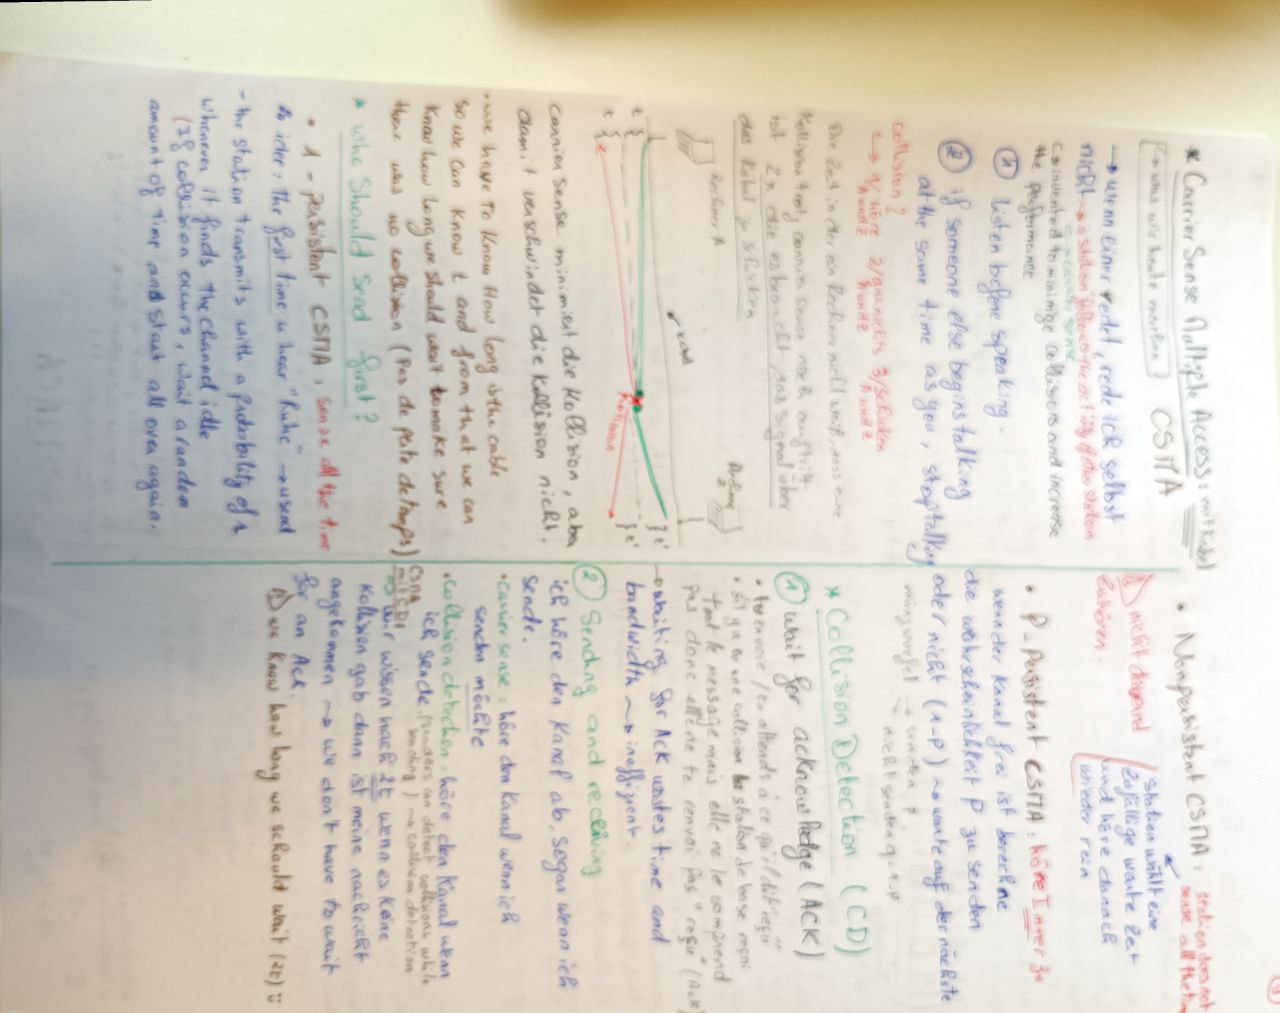 * Carrier Sense Multiple Access: mit Kabel
CSMA
was wir heute machen
→ wenn einer redet, rede ich selbst
nicht → a station follows the activity of other stations
carrier sense
invented to minimize collisions and increase
the performance
① listen before speaking.
② if someone else begins talking
at the same time as you, stop talking
collision?
→ 1/ höre 2/ garnichts 3/ schicken
A und Z A und Z A und Z
Die Zeit in der ein Rechner nicht weiß, dass eine
Kollision trotz carrier sense noch auftritt
ist 2x die es braucht das Signal über
das Kabel zu schicken
Rechner 1
Rechner 2
Kabel
t
t'
Kollision
t
t'
carrier sense minimiert die Kollision, aber
damit verschwindet die Kollision nicht.
• we have to know How long is the cable
so we can know t and from that we can
know how long we should wait to make sure
there was no collision (Pas de perte de temps)
* who should send first?
• 1 - persistent CSMA: sense all the time
idee: the first time u hear "Ruhe" → u send
- the station transmits with a probability of 1
whenever it finds the channel idle
(If collision occurs, wait a random
amount of time and start all over again.
9
• Nonpersistent CSMA: station does not
sense all the time
nicht dauernd
zuhören.
station wählt eine
zufällige warte zeit
und höre danach
wieder rein
• P-Persistent CSMA: höre Immer zu
wenn der Kanal frei ist berechne
die wahrscheinlichkeit P zu senden
oder nicht (1-P) → warte auf der nächste
münzwurf → senden P
nicht senden q=1-P
* Collision Detection (CD)
① wait for acknowledge (ACK)
• tu envoie / tu attends à ce qu'il dit "reçu"
• s'il y a eu une collision la station de base reçoi
tout le message mais elle ne le comprend
pas donc elle ne te renvoi pas "reçu" (Ack)
→ waiting for Ack wastes time and
bandwidth → ineffizient.
② Sending and receiving
ich höre den Kanal ab, sogar wenn ich
sende.
• carrier sense: höre den Kanal wenn ich
senden möchte
• collision detection: höre den Kanal wenn
ich sende. (senders can detect collisions while
sending) → collision detection
CSMA
mit CD:
⇒ wir wissen nach 2t wenn es keine
Kollision gab dann ist meine nachricht
angekommen → we don't have to wait
for an Ack.
we know how long we schould wait (2t) :)